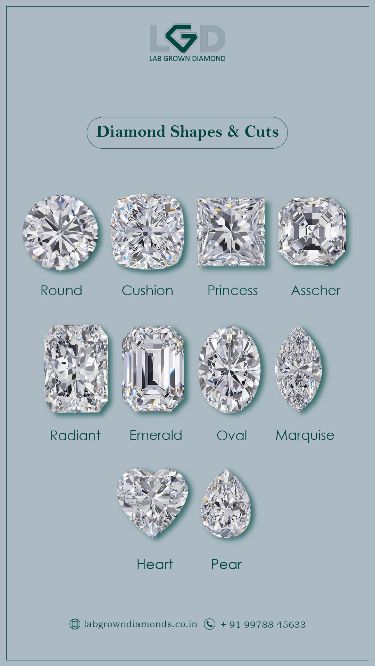 LGD
LAB GROWN DIAMOND
Diamond Shapes & Cuts
Round Cushion Princess Asscher
Radiant Emerald Oval Marquise
Heart Pear
labgrowndiamonds.co.in + 91 99788 45633